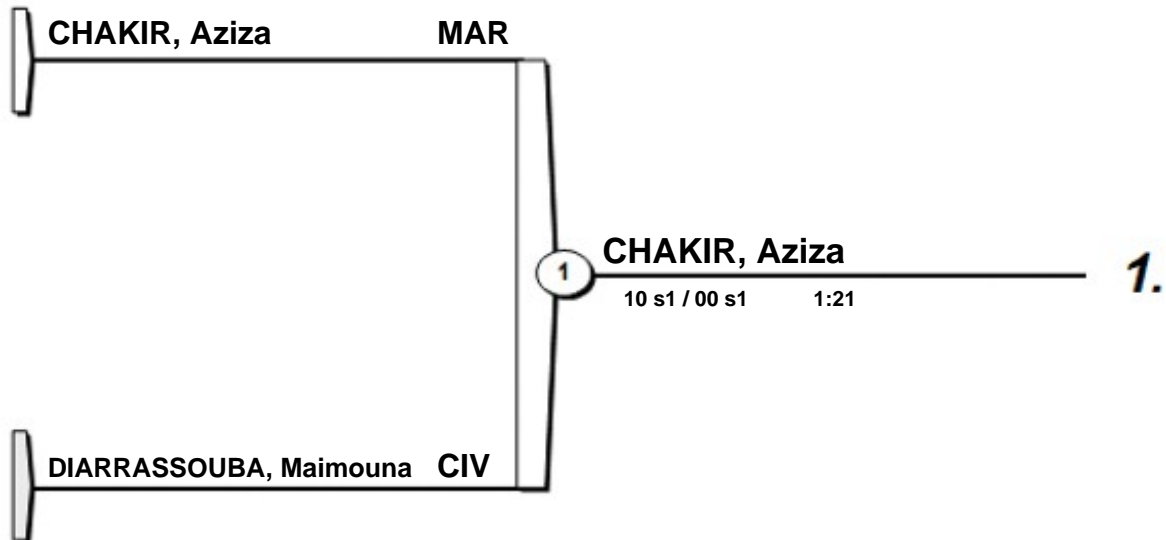 CHAKIR, Aziza MAR
1 CHAKIR, Aziza 1.
10 s1 / 00 s1 1:21
DIARRASSOUBA, Maimouna CIV